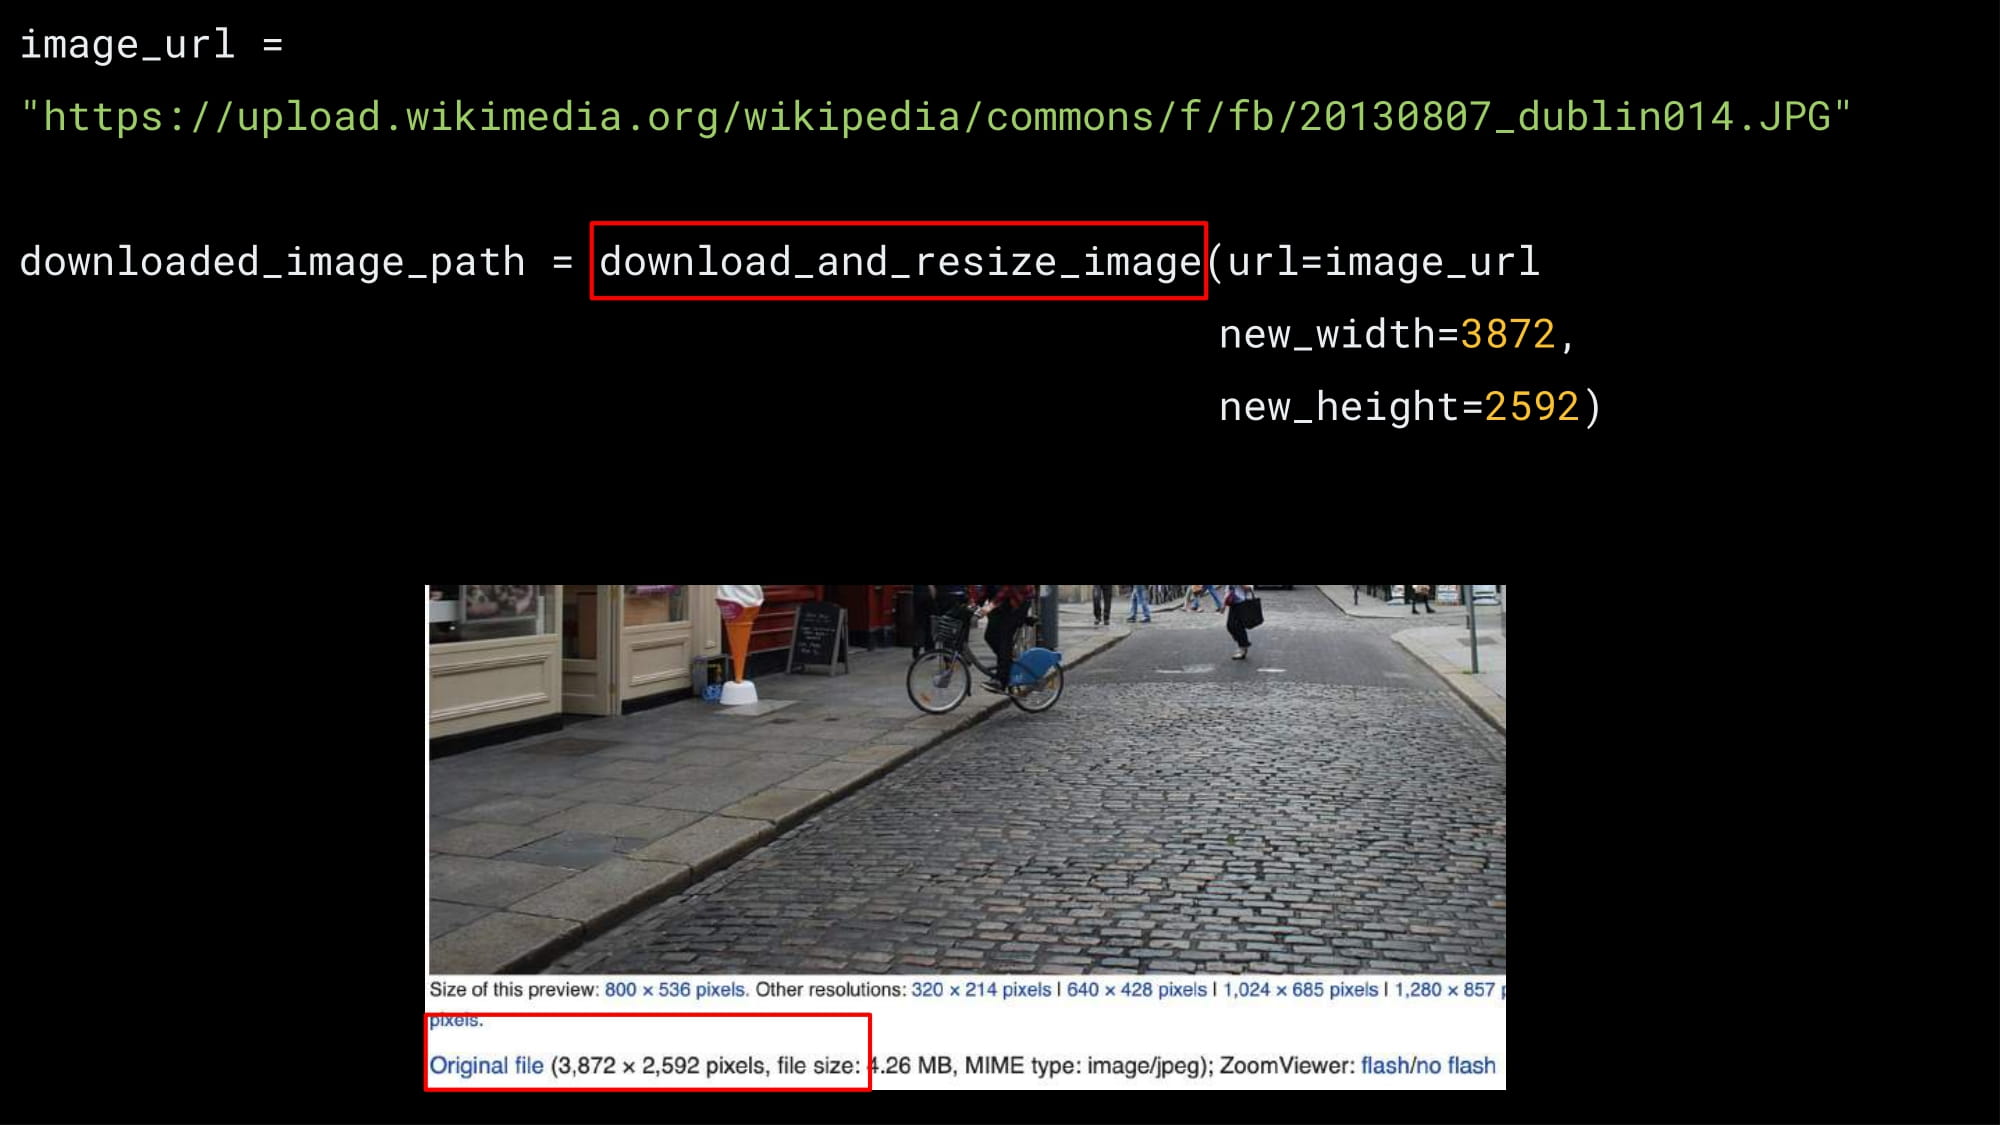 image_url =
"https://upload.wikimedia.org/wikipedia/commons/f/fb/20130807_dublin014.JPG"
downloaded_image_path = download_and_resize_image(url=image_url
new_width=3872,
new_height=2592)
Size of this preview: 800 × 536 pixels. Other resolutions: 320 × 214 pixels | 640 × 428 pixels | 1,024 × 685 pixels | 1,280 × 857 p
pixels.
Original file (3,872 × 2,592 pixels, file size: 4.26 MB, MIME type: image/jpeg); ZoomViewer: flash/no flash